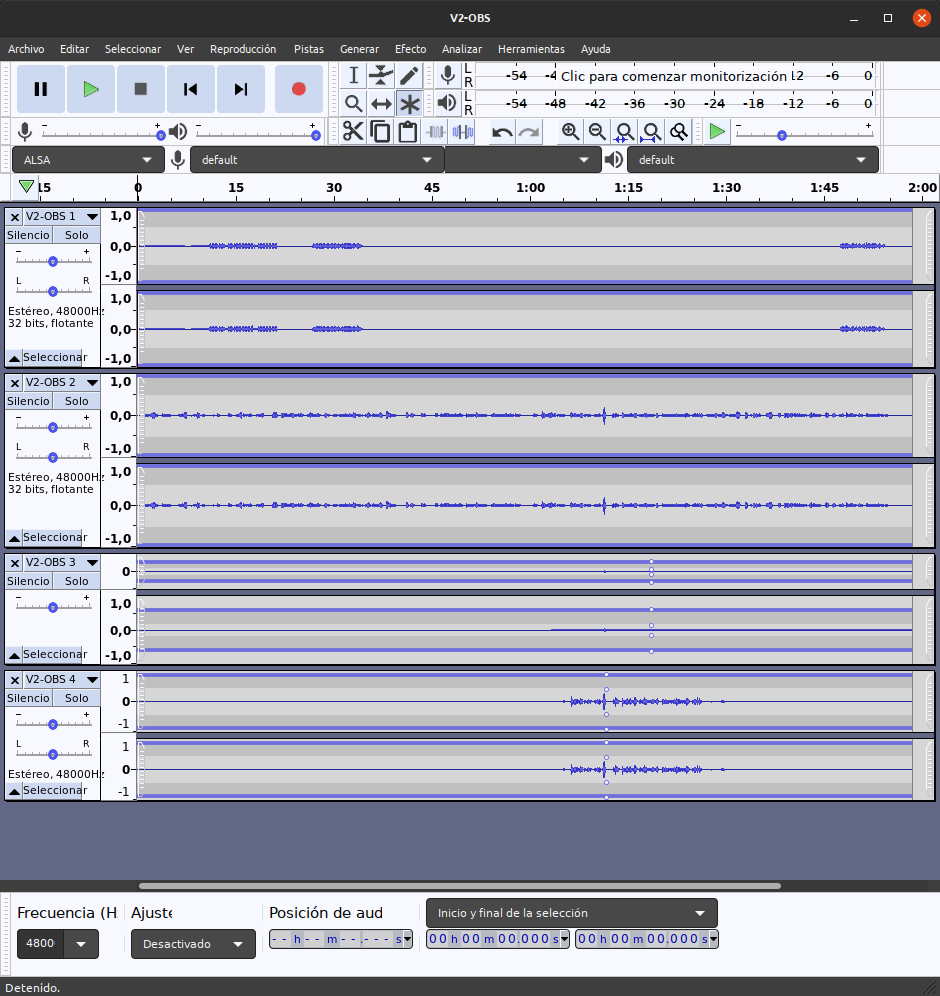 V2-OBS
Archivo Editar Seleccionar Ver Reproducción Pistas Generar Efecto Analizar Herramientas Ayuda
L R -54 -4 Clic para comenzar monitorización 12 -6 0
L R -54 -48 -42 -36 -30 -24 -18 -12 -6 0
- + - + - +
ALSA default default
15 0 15 30 45 1:00 1:15 1:30 1:45 2:00
V2-OBS 1
Silencio Solo
- +
L R
Estéreo, 48000Hz
32 bits, flotante
Seleccionar
1,0
0,0
-1,0
1,0
0,0
-1,0
V2-OBS 2
Silencio Solo
- +
L R
Estéreo, 48000Hz
32 bits, flotante
Seleccionar
1,0
0,0
-1,0
1,0
0,0
-1,0
V2-OBS 3
Silencio Solo
- +
Seleccionar
0
1,0
0,0
-1,0
V2-OBS 4
Silencio Solo
- +
L R
Estéreo, 48000Hz
Seleccionar
1
0
-1
1
0
-1
Frecuencia (H Ajuste Posición de aud Inicio y final de la selección
4800 Desactivado -- h -- m --.--- s 00 h 00 m 00.000 s 00 h 00 m 00.000 s
Detenido.